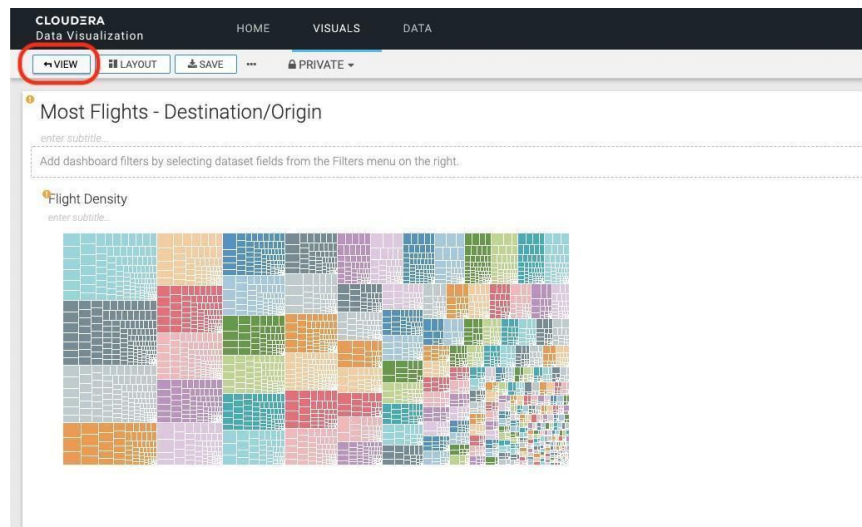 CLOUDERA
Data Visualization
HOME
VISUALS
DATA
VIEW
LAYOUT
SAVE
•••
PRIVATE
Most Flights - Destination/Origin
enter subtitle...
Add dashboard filters by selecting dataset fields from the Filters menu on the right.
Flight Density
enter subtitle...